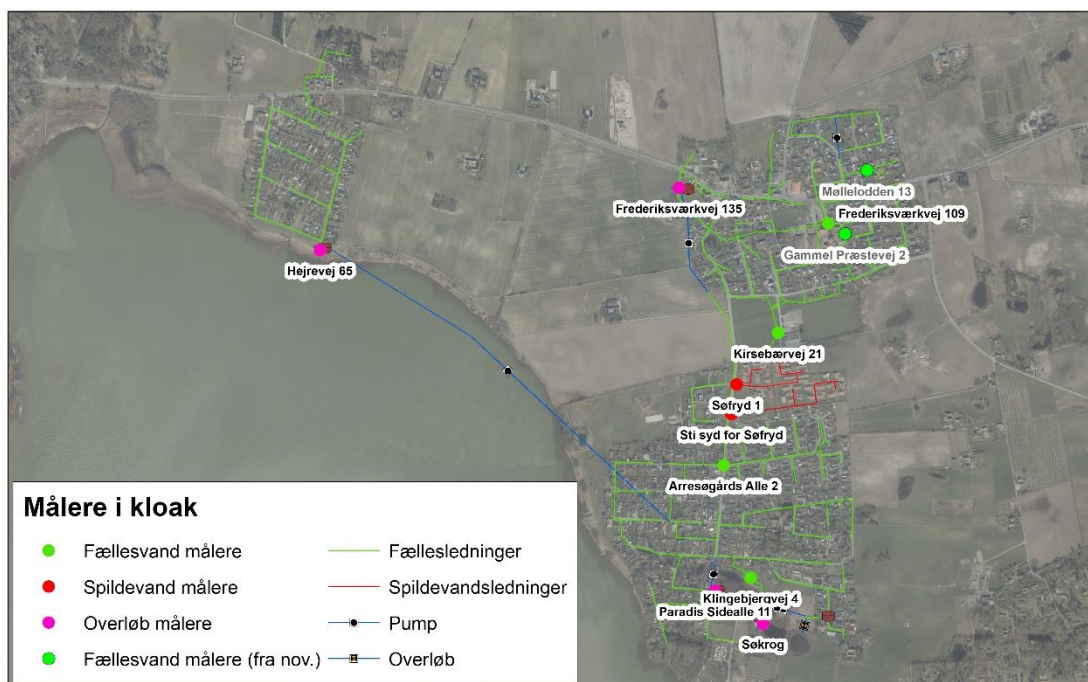 Møllelodden 13
Frederiksværkvej 135
Frederiksværkvej 109
Gammel Præstevej 2
Hejrevej 65
Kirsebærvej 21
Søfryd 1
Sti syd for Søfryd
Arresøgårds Alle 2
Klingebjergvej 4
Paradis Sidealle 11
Søkrog
Målere i kloak
Fællesvand målere
Fællesledninger
Spildevand målere
Spildevandsledninger
Overløb målere
Pump
Fællesvand målere (fra nov.)
Overløb